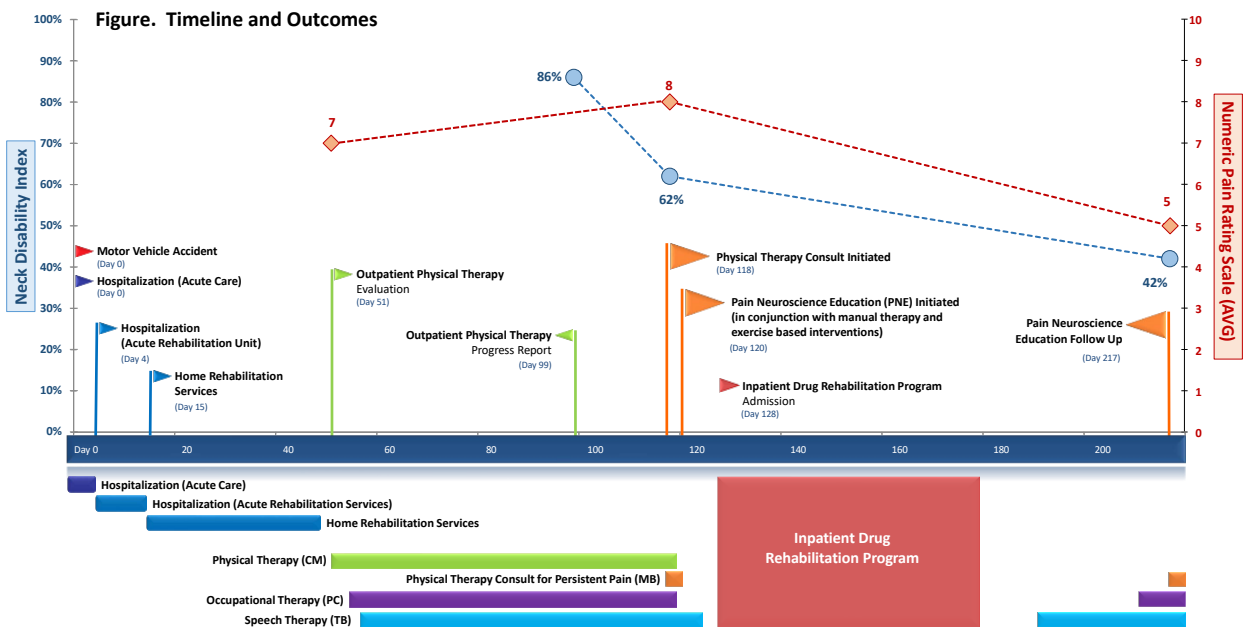 Figure. Timeline and Outcomes
100%
90%
80%
70%
60%
50%
40%
30%
20%
10%
0%
Neck Disability Index
10
9
8
7
6
5
4
3
2
1
0
Numeric Pain Rating Scale (AVG)
86%
8
7
62%
5
42%
Motor Vehicle Accident
(Day 0)
Hospitalization (Acute Care)
(Day 0)
Hospitalization
(Acute Rehabilitation Unit)
(Day 4)
Home Rehabilitation
Services
(Day 15)
Outpatient Physical Therapy
Evaluation
(Day 51)
Outpatient Physical Therapy
Progress Report
(Day 99)
Physical Therapy Consult Initiated
(Day 118)
Pain Neuroscience Education (PNE) Initiated
(in conjunction with manual therapy and
exercise based interventions)
(Day 120)
Inpatient Drug Rehabilitation Program
Admission
(Day 128)
Pain Neuroscience
Education Follow Up
(Day 217)
Day 0 20 40 60 80 100 120 140 160 180 200
Hospitalization (Acute Care)
Hospitalization (Acute Rehabilitation Services)
Home Rehabilitation Services
Physical Therapy (CM)
Physical Therapy Consult for Persistent Pain (MB)
Occupational Therapy (PC)
Speech Therapy (TB)
Inpatient Drug
Rehabilitation Program